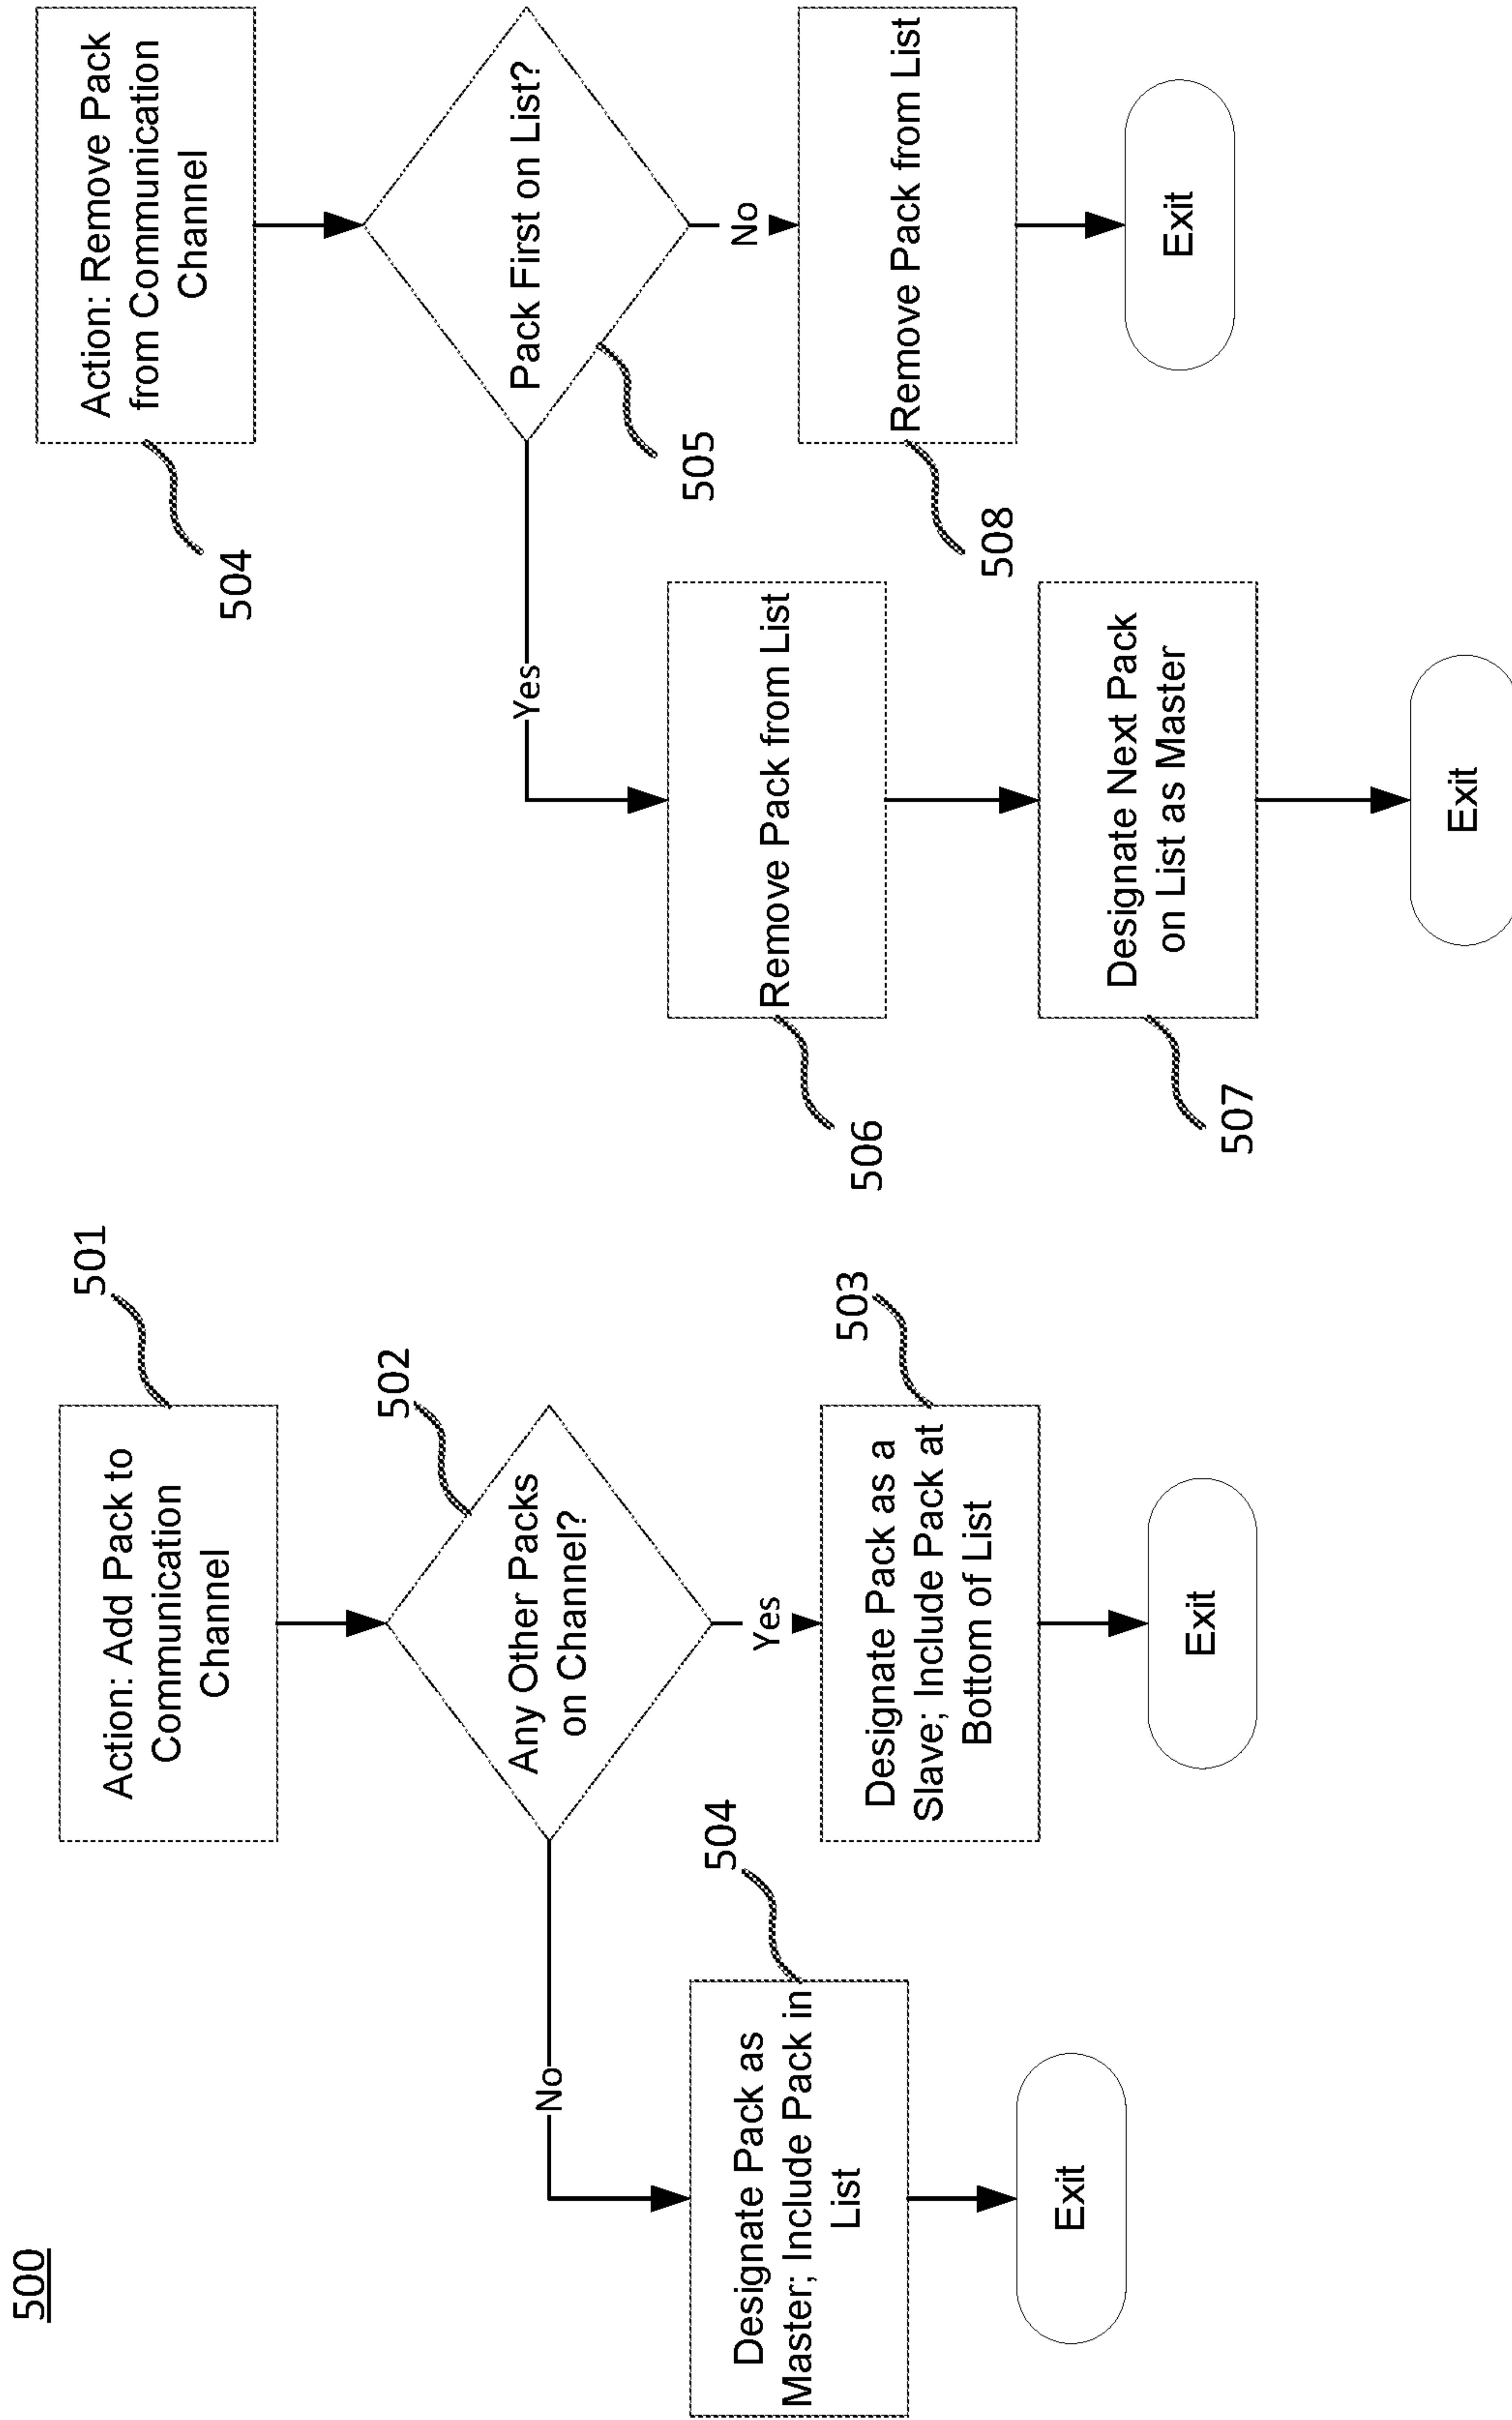 500
Action: Add Pack to
Communication
Channel
501
Any Other Packs
on Channel?
502
No
Yes
Designate Pack as
Master; Include Pack in
List
504
Exit
Designate Pack as a
Slave; Include Pack at
Bottom of List
503
Exit
Action: Remove Pack
from Communication
Channel
504
Pack First on List?
505
Yes
No
Remove Pack from List
506
Designate Next Pack
on List as Master
507
Exit
Remove Pack from List
508
Exit